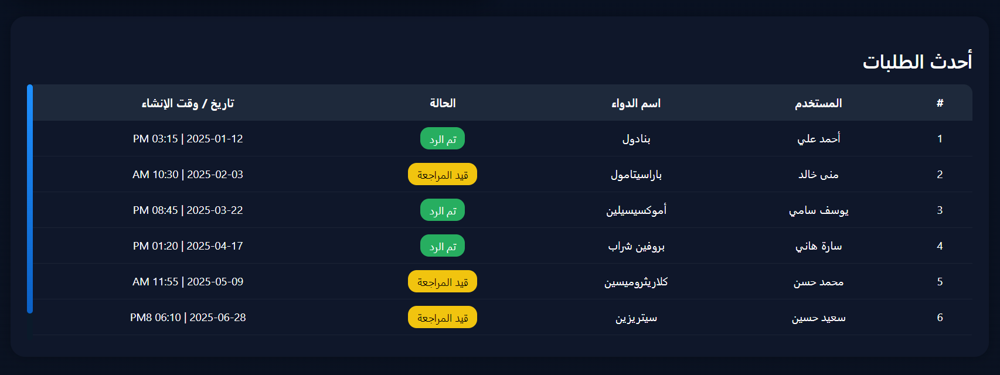 أحدث الطلبات
# المستخدم اسم الدواء الحالة تاريخ / وقت الإنشاء
1 أحمد علي بنادول تم الرد 2025-01-12 | 03:15 PM
2 منى خالد باراسيتامول قيد المراجعة 2025-02-03 | 10:30 AM
3 يوسف سامي أموكسيسيلين تم الرد 2025-03-22 | 08:45 PM
4 سارة هاني بروفين شراب تم الرد 2025-04-17 | 01:20 PM
5 محمد حسن كلاريثروميسين قيد المراجعة 2025-05-09 | 11:55 AM
6 سعيد حسين سيتريزين قيد المراجعة 2025-06-28 | 06:10 PM8